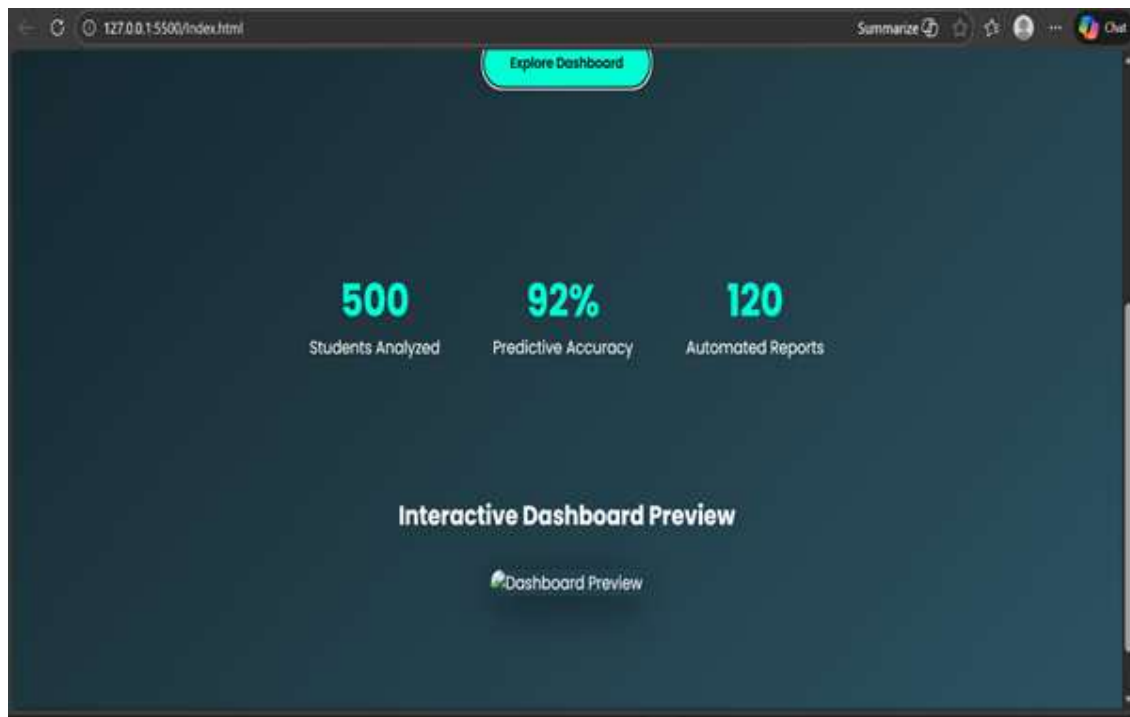 127.0.0.1:5500/index.html Summarize Chat
Explore Dashboard
500 92% 120
Students Analyzed Predictive Accuracy Automated Reports
Interactive Dashboard Preview
Dashboard Preview